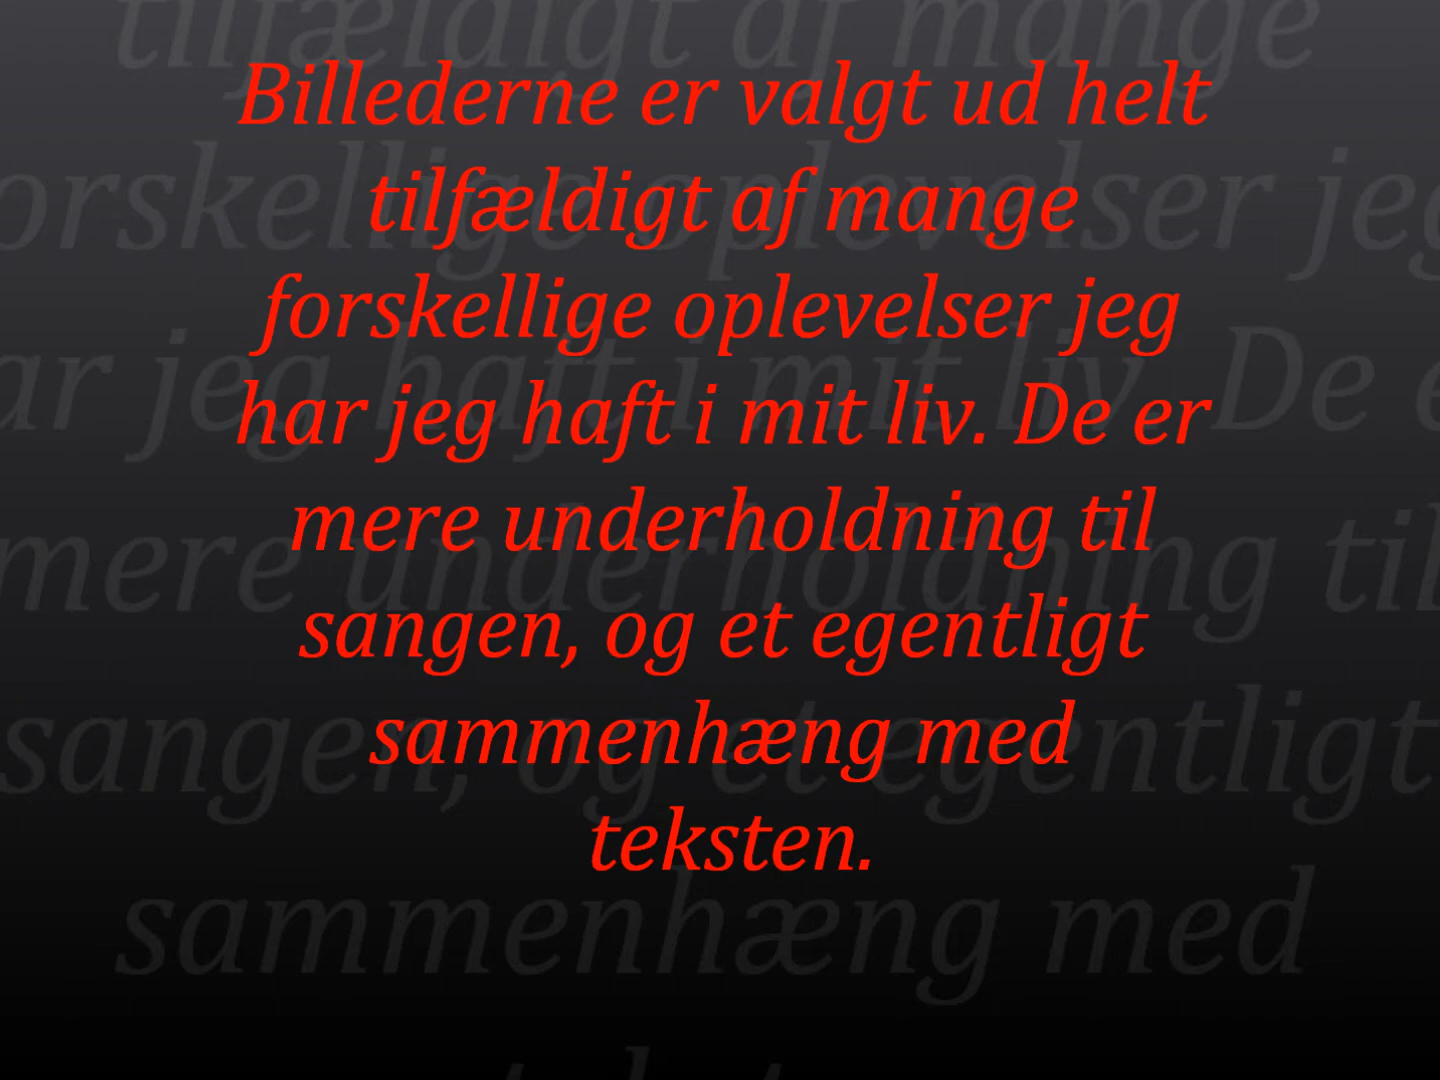 Billederne er valgt ud helt
tilfældigt af mange
forskellige oplevelser jeg
har jeg haft i mit liv. De er
mere underholdning til
sangen, og et egentligt
sammenhæng med
teksten.